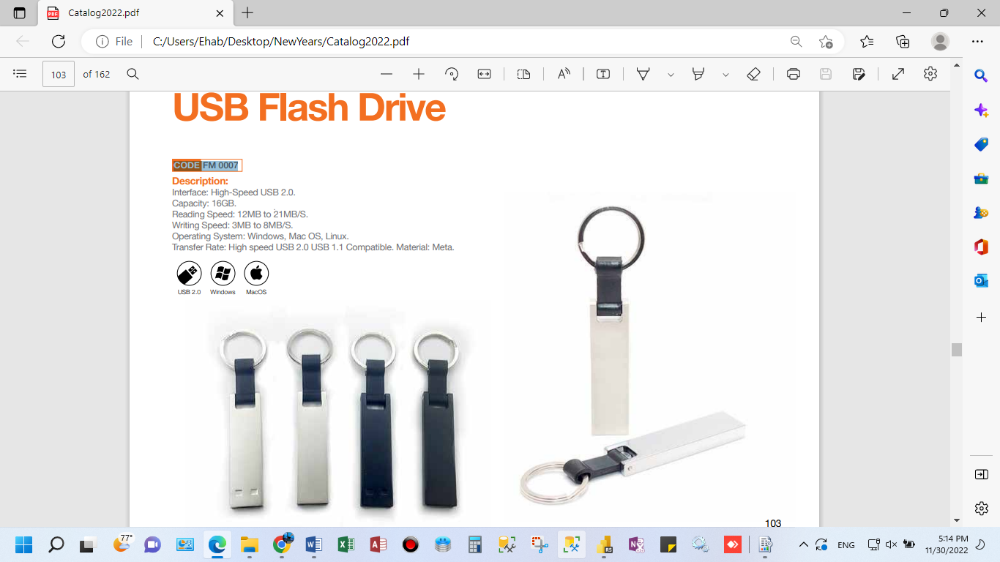 Catalog2022.pdf
File
C:/Users/Ehab/Desktop/NewYears/Catalog2022.pdf
103 of 162
USB Flash Drive
CODE FM 0007
Description:
Interface: High-Speed USB 2.0.
Capacity: 16GB.
Reading Speed: 12MB to 21MB/S.
Writing Speed: 3MB to 8MB/S.
Operating System: Windows, Mac OS, Linux.
Transfer Rate: High speed USB 2.0 USB 1.1 Compatible. Material: Meta.
USB 2.0 Windows MacOS
103
77°
ENG
5:14 PM
11/30/2022